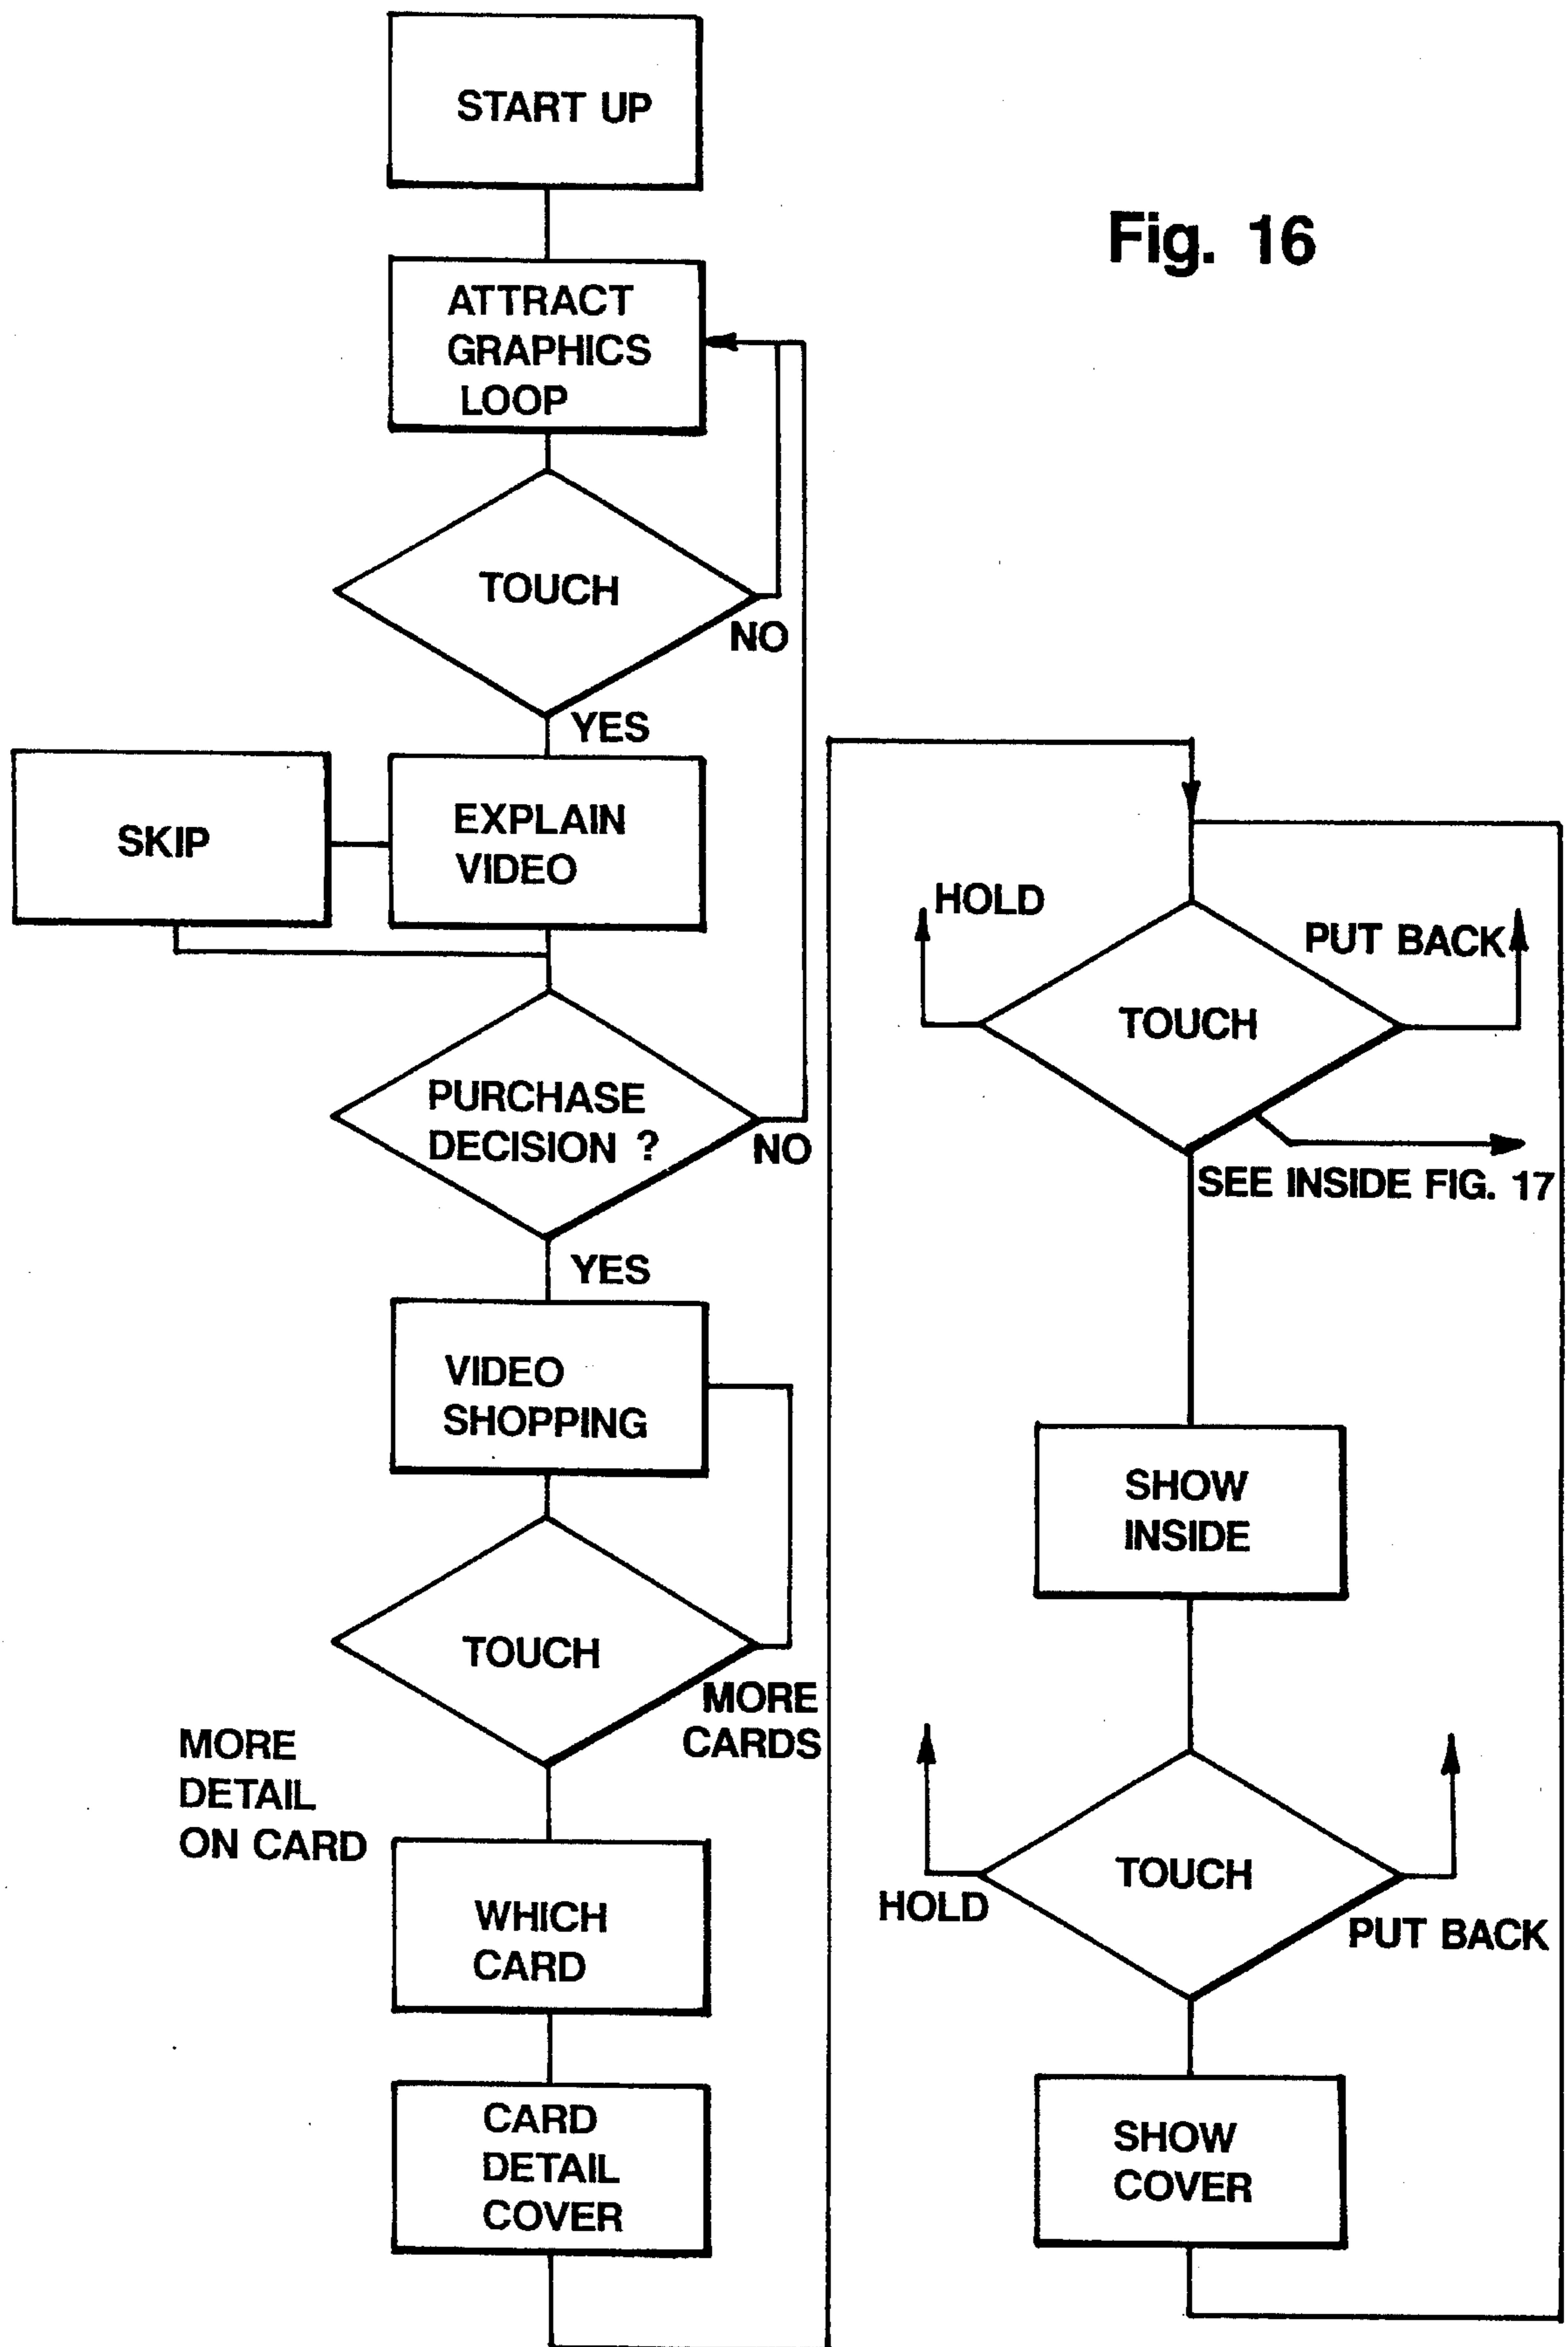 START UP
Fig. 16
ATTRACT
GRAPHICS
LOOP
TOUCH
NO
YES
SKIP
EXPLAIN
VIDEO
PURCHASE
DECISION ?
NO
YES
VIDEO
SHOPPING
TOUCH
MORE
CARDS
MORE
DETAIL
ON CARD
WHICH
CARD
CARD
DETAIL
COVER
HOLD
PUT BACK
TOUCH
SEE INSIDE FIG. 17
SHOW
INSIDE
TOUCH
HOLD
PUT BACK
SHOW
COVER